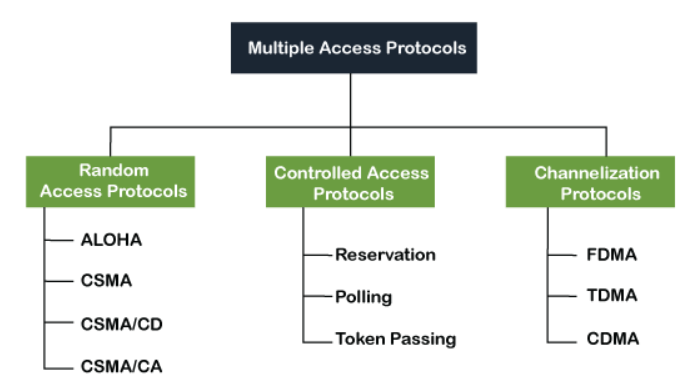 Multiple Access Protocols
Random
Access Protocols
ALOHA
CSMA
CSMA/CD
CSMA/CA
Controlled Access
Protocols
Reservation
Polling
Token Passing
Channelization
Protocols
FDMA
TDMA
CDMA